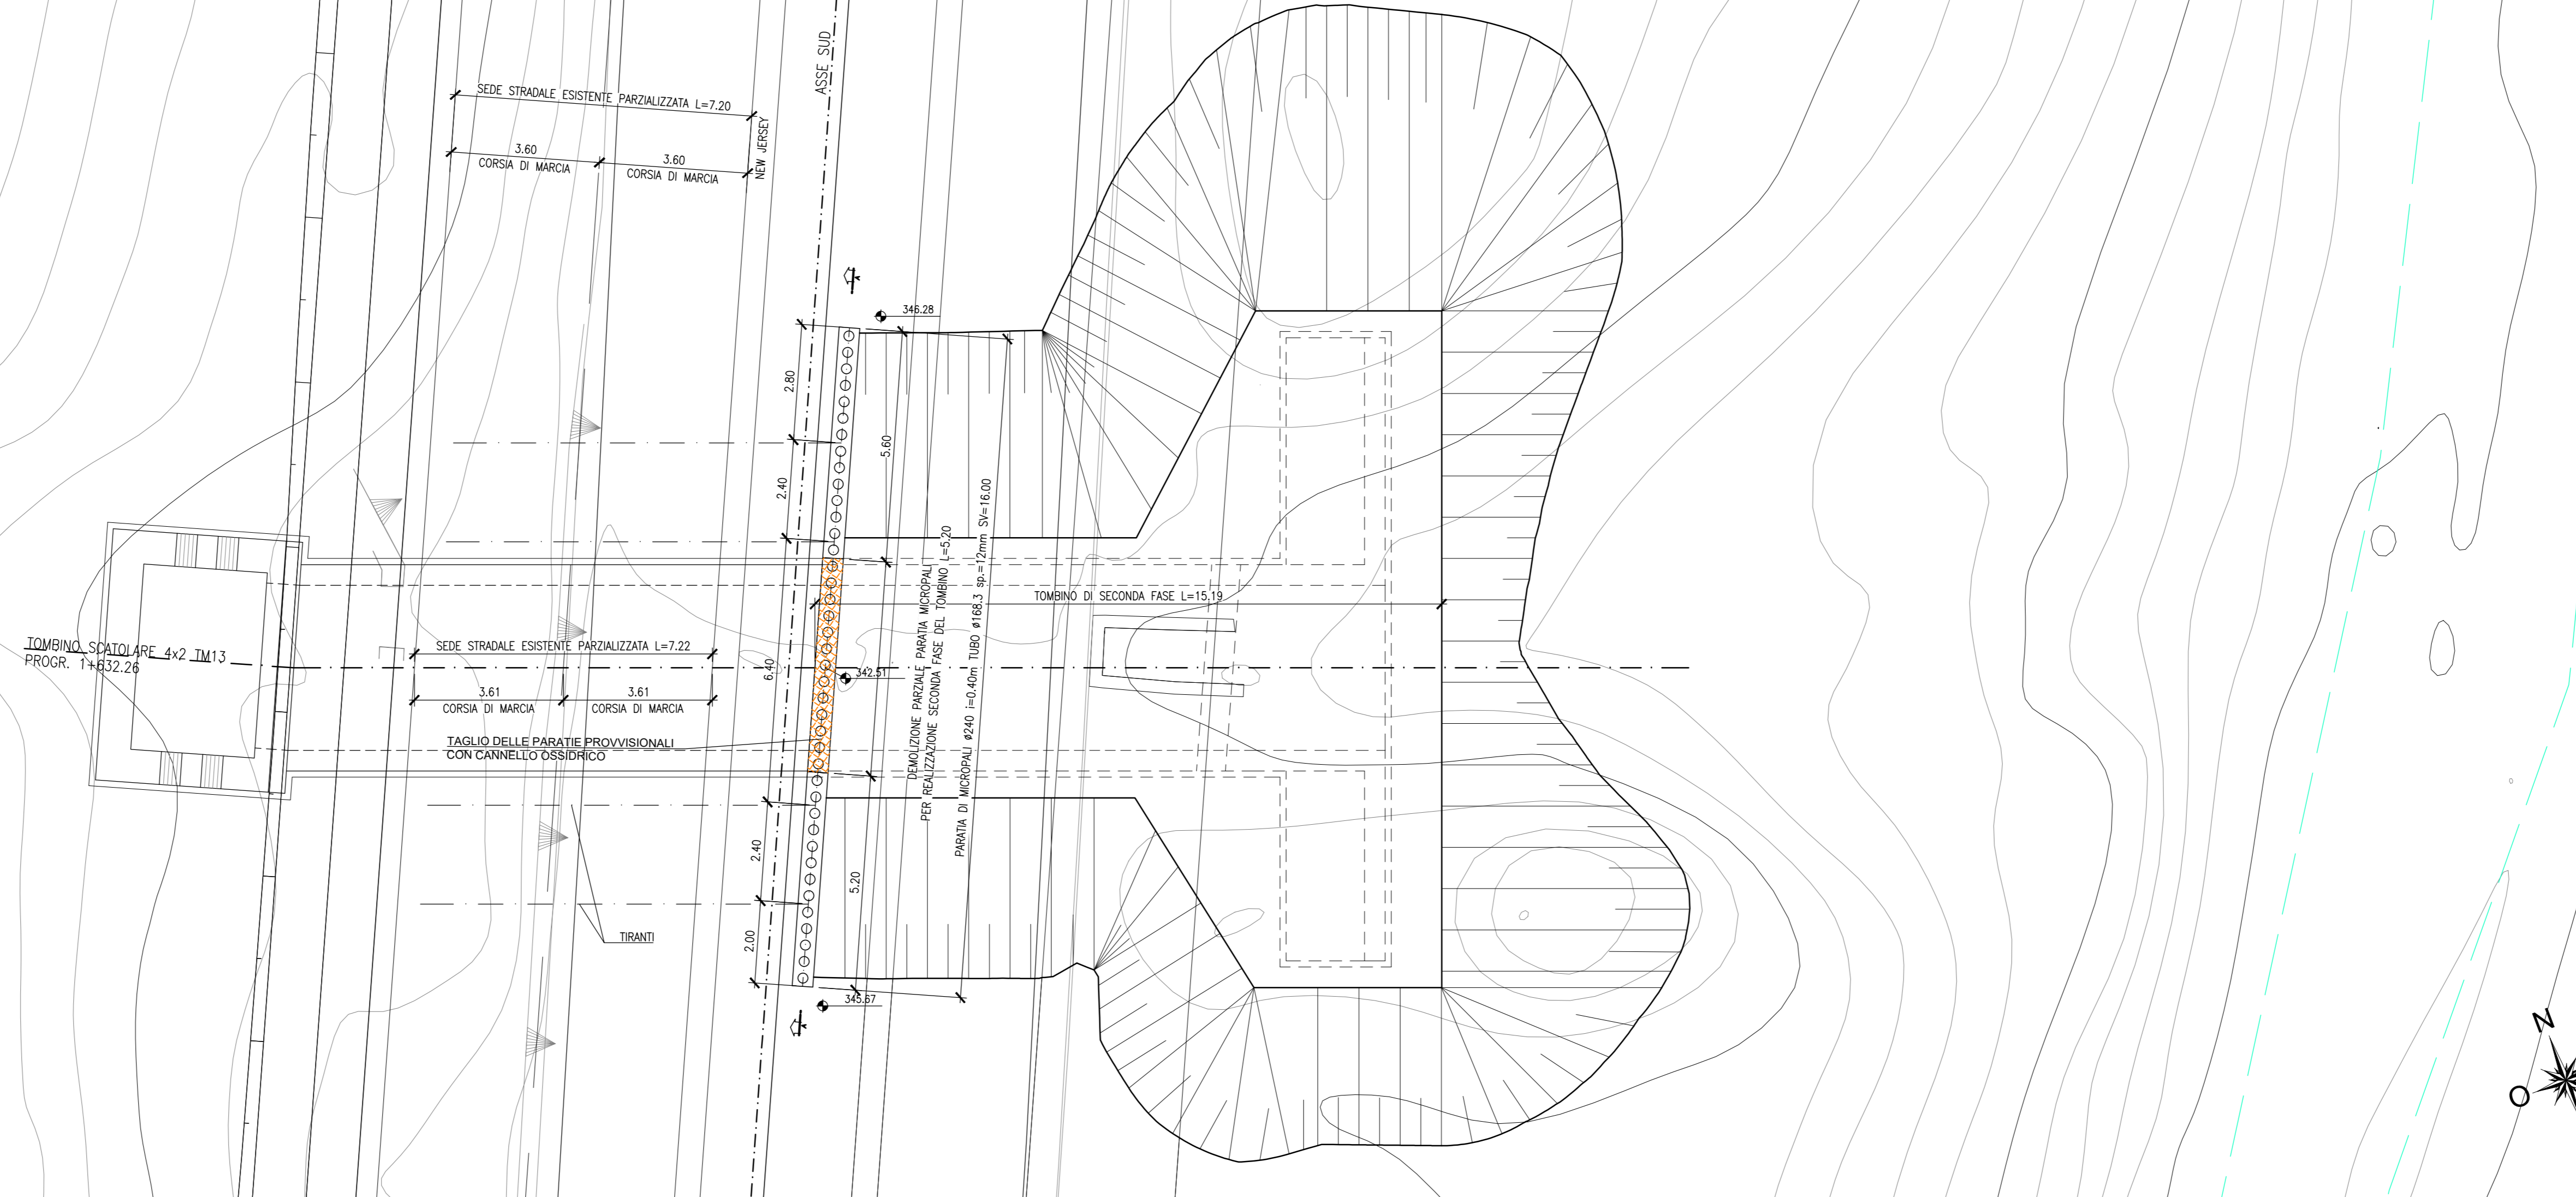 ASSE SUD
SEDE STRADALE ESISTENTE PARZIALIZZATA L=7.20
3.60
CORSIA DI MARCIA
3.60
CORSIA DI MARCIA
NEW JERSEY
346.28
2.80
5.60
2.40
DEMOLIZIONE PARZIALE PARATIA MICROPALI
PER REALIZZAZIONE SECONDA FASE DEL TOMBINO L=5.20
PARATIA DI MICROPALI ø240 i=0.40m TUBO ø168.3 sp.=12mm SV=16.00
TOMBINO DI SECONDA FASE L=15.19
TOMBINO SCATOLARE 4x2 TM13
PROGR. 1+632.26
SEDE STRADALE ESISTENTE PARZIALIZZATA L=7.22
3.61
CORSIA DI MARCIA
3.61
CORSIA DI MARCIA
6.40
342.51
TAGLIO DELLE PARATIE PROVVISIONALI
CON CANNELLO OSSIDRICO
2.40
5.20
2.00
TIRANTI
345.67
N
O